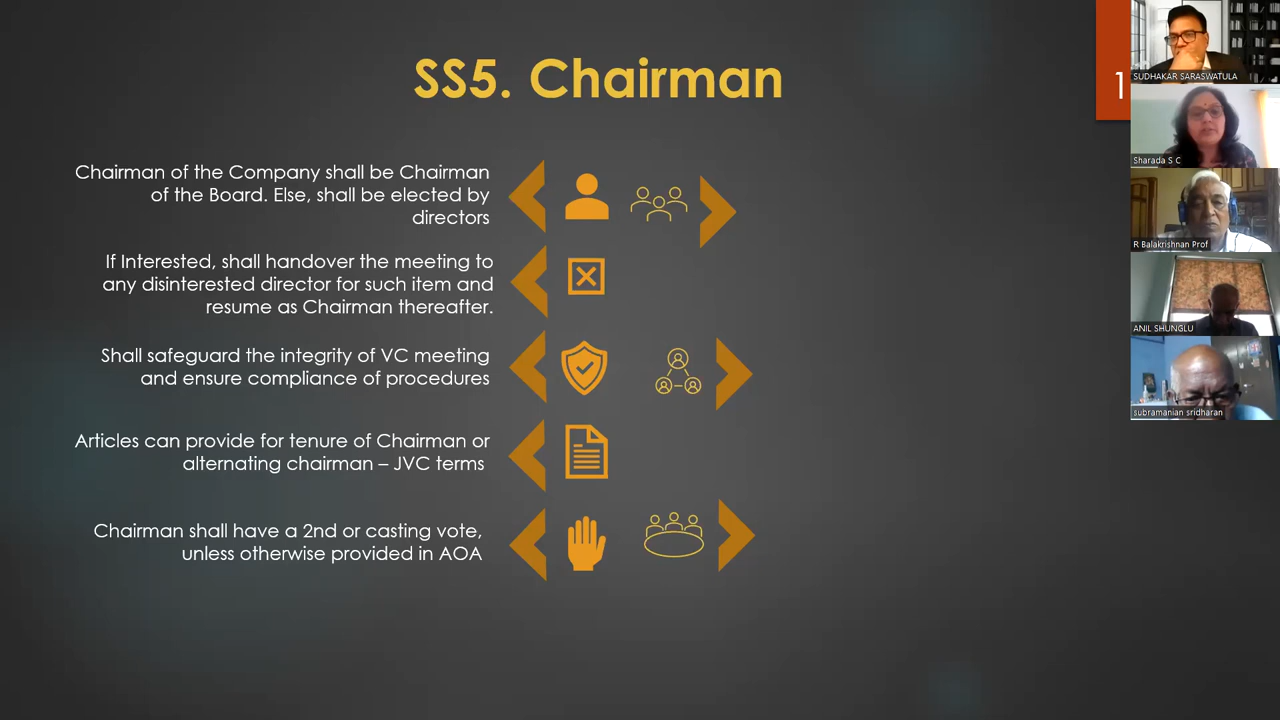 SS5. Chairman
1
Chairman of the Company shall be Chairman
of the Board. Else, shall be elected by
directors
If Interested, shall handover the meeting to
any disinterested director for such item and
resume as Chairman thereafter.
Shall safeguard the integrity of VC meeting
and ensure compliance of procedures
Articles can provide for tenure of Chairman or
alternating chairman – JVC terms
Chairman shall have a 2nd or casting vote,
unless otherwise provided in AOA
SUDHAKAR SARASWATULA
Sharada S C
R Balakrishnan Prof
ANIL SHUNGLU
subramanian sridharan